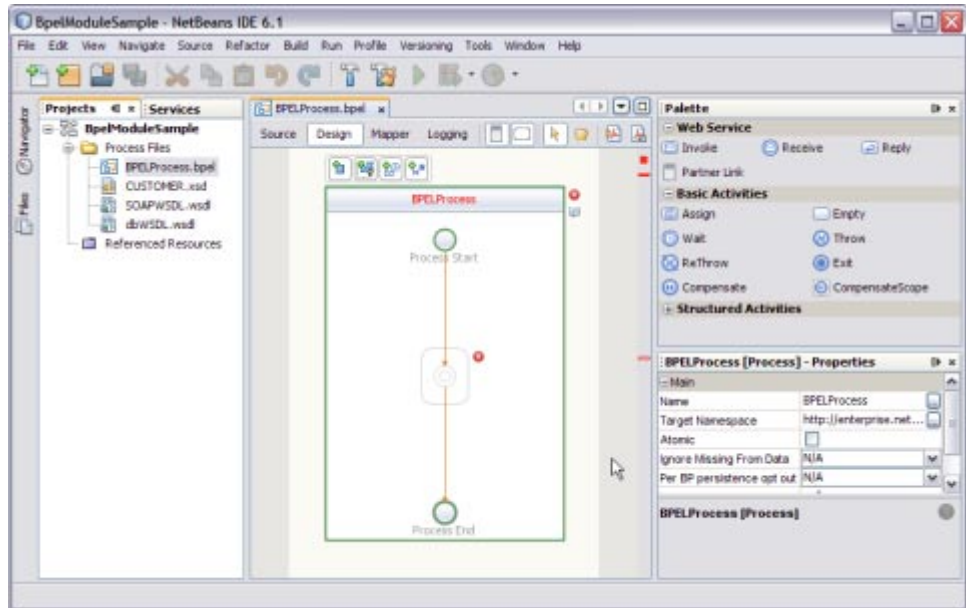 BpelModuleSample - NetBeans IDE 6.1
File Edit View Navigate Source Refactor Build Run Profile Versioning Tools Window Help
Navigator
Files
Projects
Services
BpelModuleSample
Process Files
BPELProcess.bpel
CUSTOMER.xsd
SOAPWSDL.wsdl
dbWSDL.wsdl
Referenced Resources
BPELProcess.bpel
Source Design Mapper Logging
BPELProcess
Process Start
Process End
Palette
Web Service
Invoke Receive Reply
Partner Link
Basic Activities
Assign Empty
Wait Throw
ReThrow Exit
Compensate CompensateScope
Structured Activities
BPELProcess [Process] - Properties
Main
Name BPELProcess
Target Namespace http://enterprise.net...
Atomic
Ignore Missing From Data N/A
Per BP persistence opt out N/A
BPELProcess [Process]